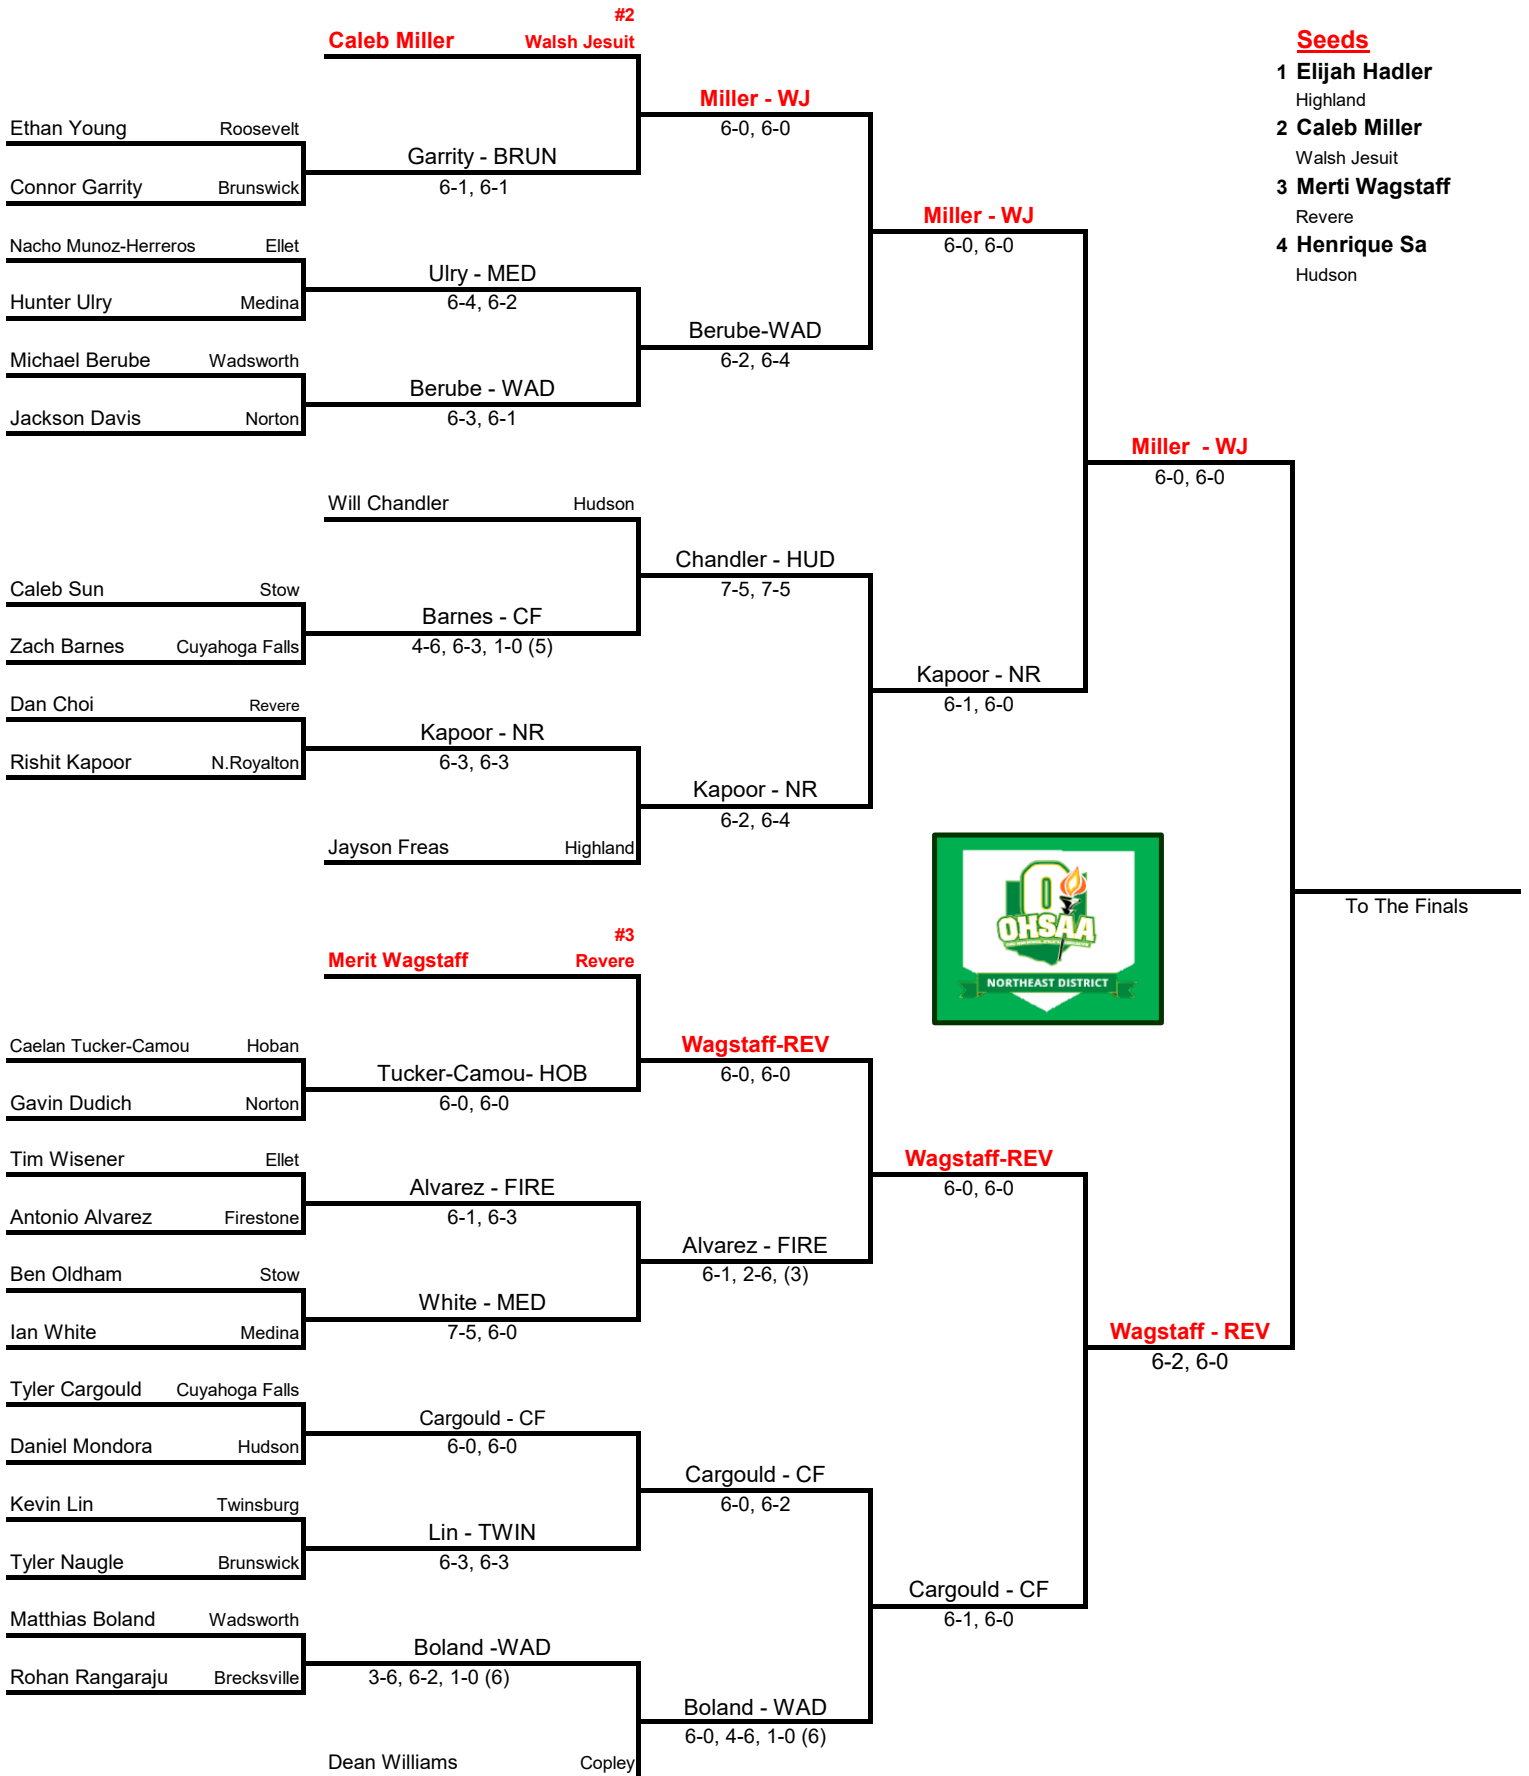 #2
Caleb Miller Walsh Jesuit
Seeds
1 Elijah Hadler
Highland
2 Caleb Miller
Walsh Jesuit
3 Merti Wagstaff
Revere
4 Henrique Sa
Hudson
Miller - WJ
6-0, 6-0
Ethan Young Roosevelt
Garrity - BRUN
6-1, 6-1
Connor Garrity Brunswick
Miller - WJ
6-0, 6-0
Nacho Munoz-Herreros Ellet
Ulry - MED
6-4, 6-2
Hunter Ulry Medina
Berube-WAD
6-2, 6-4
Michael Berube Wadsworth
Berube - WAD
6-3, 6-1
Jackson Davis Norton
Miller - WJ
6-0, 6-0
Will Chandler Hudson
Chandler - HUD
7-5, 7-5
Caleb Sun Stow
Barnes - CF
4-6, 6-3, 1-0 (5)
Zach Barnes Cuyahoga Falls
Kapoor - NR
6-1, 6-0
Dan Choi Revere
Kapoor - NR
6-3, 6-3
Rishit Kapoor N.Royalton
Kapoor - NR
6-2, 6-4
Jayson Freas Highland
OHSAA
NORTHEAST DISTRICT
To The Finals
#3
Merit Wagstaff Revere
Wagstaff-REV
6-0, 6-0
Caelan Tucker-Camou Hoban
Tucker-Camou- HOB
6-0, 6-0
Gavin Dudich Norton
Tim Wisener Ellet
Wagstaff-REV
6-0, 6-0
Alvarez - FIRE
6-1, 6-3
Antonio Alvarez Firestone
Alvarez - FIRE
6-1, 2-6, (3)
Ben Oldham Stow
White - MED
7-5, 6-0
Ian White Medina
Wagstaff - REV
6-2, 6-0
Tyler Cargould Cuyahoga Falls
Cargould - CF
6-0, 6-0
Daniel Mondora Hudson
Cargould - CF
6-0, 6-2
Kevin Lin Twinsburg
Lin - TWIN
6-3, 6-3
Tyler Naugle Brunswick
Cargould - CF
6-1, 6-0
Matthias Boland Wadsworth
Boland -WAD
3-6, 6-2, 1-0 (6)
Rohan Rangaraju Brecksville
Boland - WAD
6-0, 4-6, 1-0 (6)
Dean Williams Copley